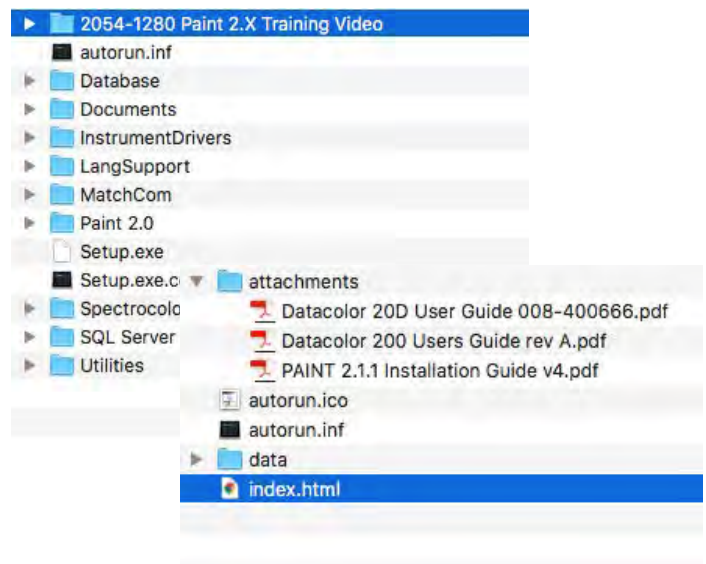 2054-1280 Paint 2.X Training Video
autorun.inf
Database
Documents
InstrumentDrivers
LangSupport
MatchCom
Paint 2.0
Setup.exe
Setup.exe.c
Spectrocolo
SQL Server
Utilities
attachments
Datacolor 20D User Guide 008-400666.pdf
Datacolor 200 Users Guide rev A.pdf
PAINT 2.1.1 Installation Guide v4.pdf
autorun.ico
autorun.inf
data
index.html